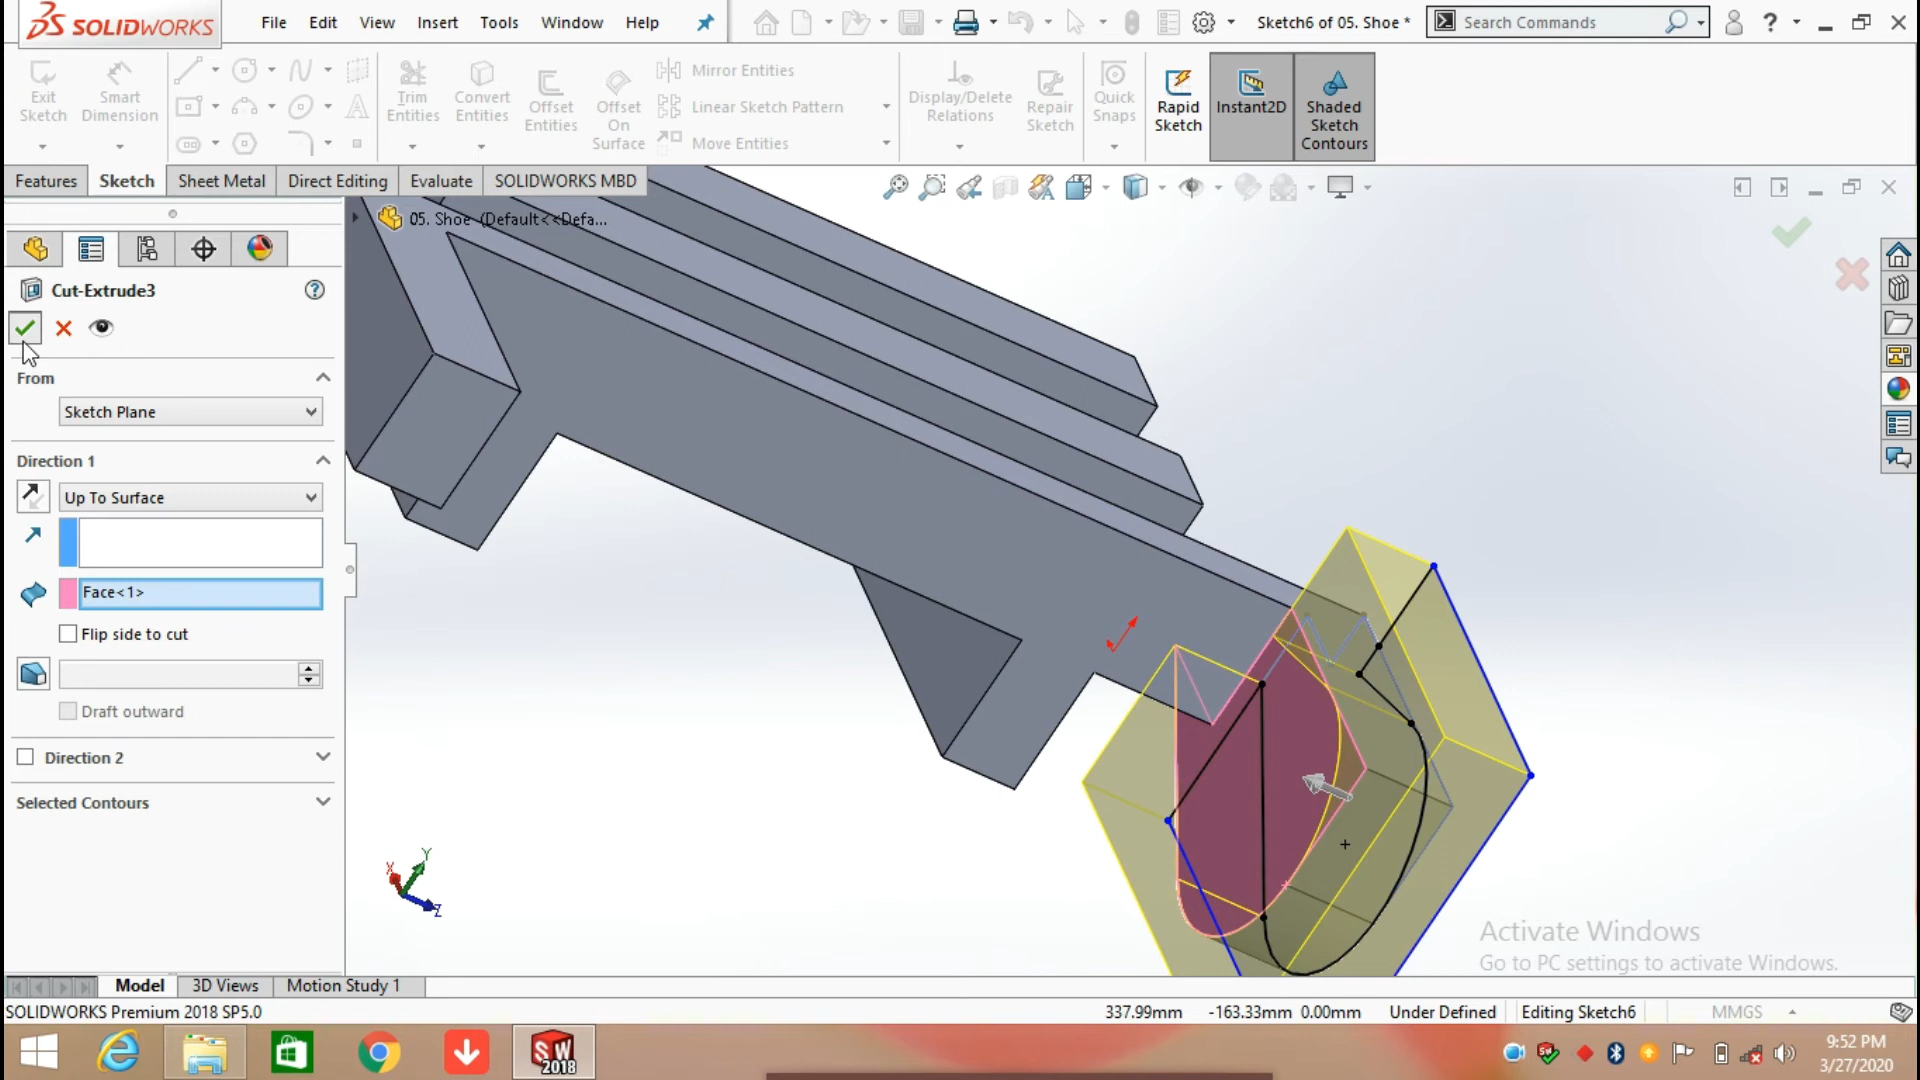 SOLIDWORKS
File Edit View Insert Tools Window Help
Sketch6 of 05. Shoe *
Search Commands
Exit Sketch
Smart Dimension
Trim Entities
Convert Entities
Offset Entities
Offset On Surface
Mirror Entities
Linear Sketch Pattern
Move Entities
Display/Delete Relations
Repair Sketch
Quick Snaps
Rapid Sketch
Instant2D
Shaded Sketch Contours
Features Sketch Sheet Metal Direct Editing Evaluate SOLIDWORKS MBD
05. Shoe (Default<<Defa...
Cut-Extrude3
From
Sketch Plane
Direction 1
Up To Surface
Face<1>
Flip side to cut
Draft outward
Direction 2
Selected Contours
X Y Z
Activate Windows
Go to PC settings to activate Windows.
Model 3D Views Motion Study 1
SOLIDWORKS Premium 2018 SP5.0
337.99mm -163.33mm 0.00mm Under Defined Editing Sketch6 MMGS
SW 2018
9:52 PM
3/27/2020